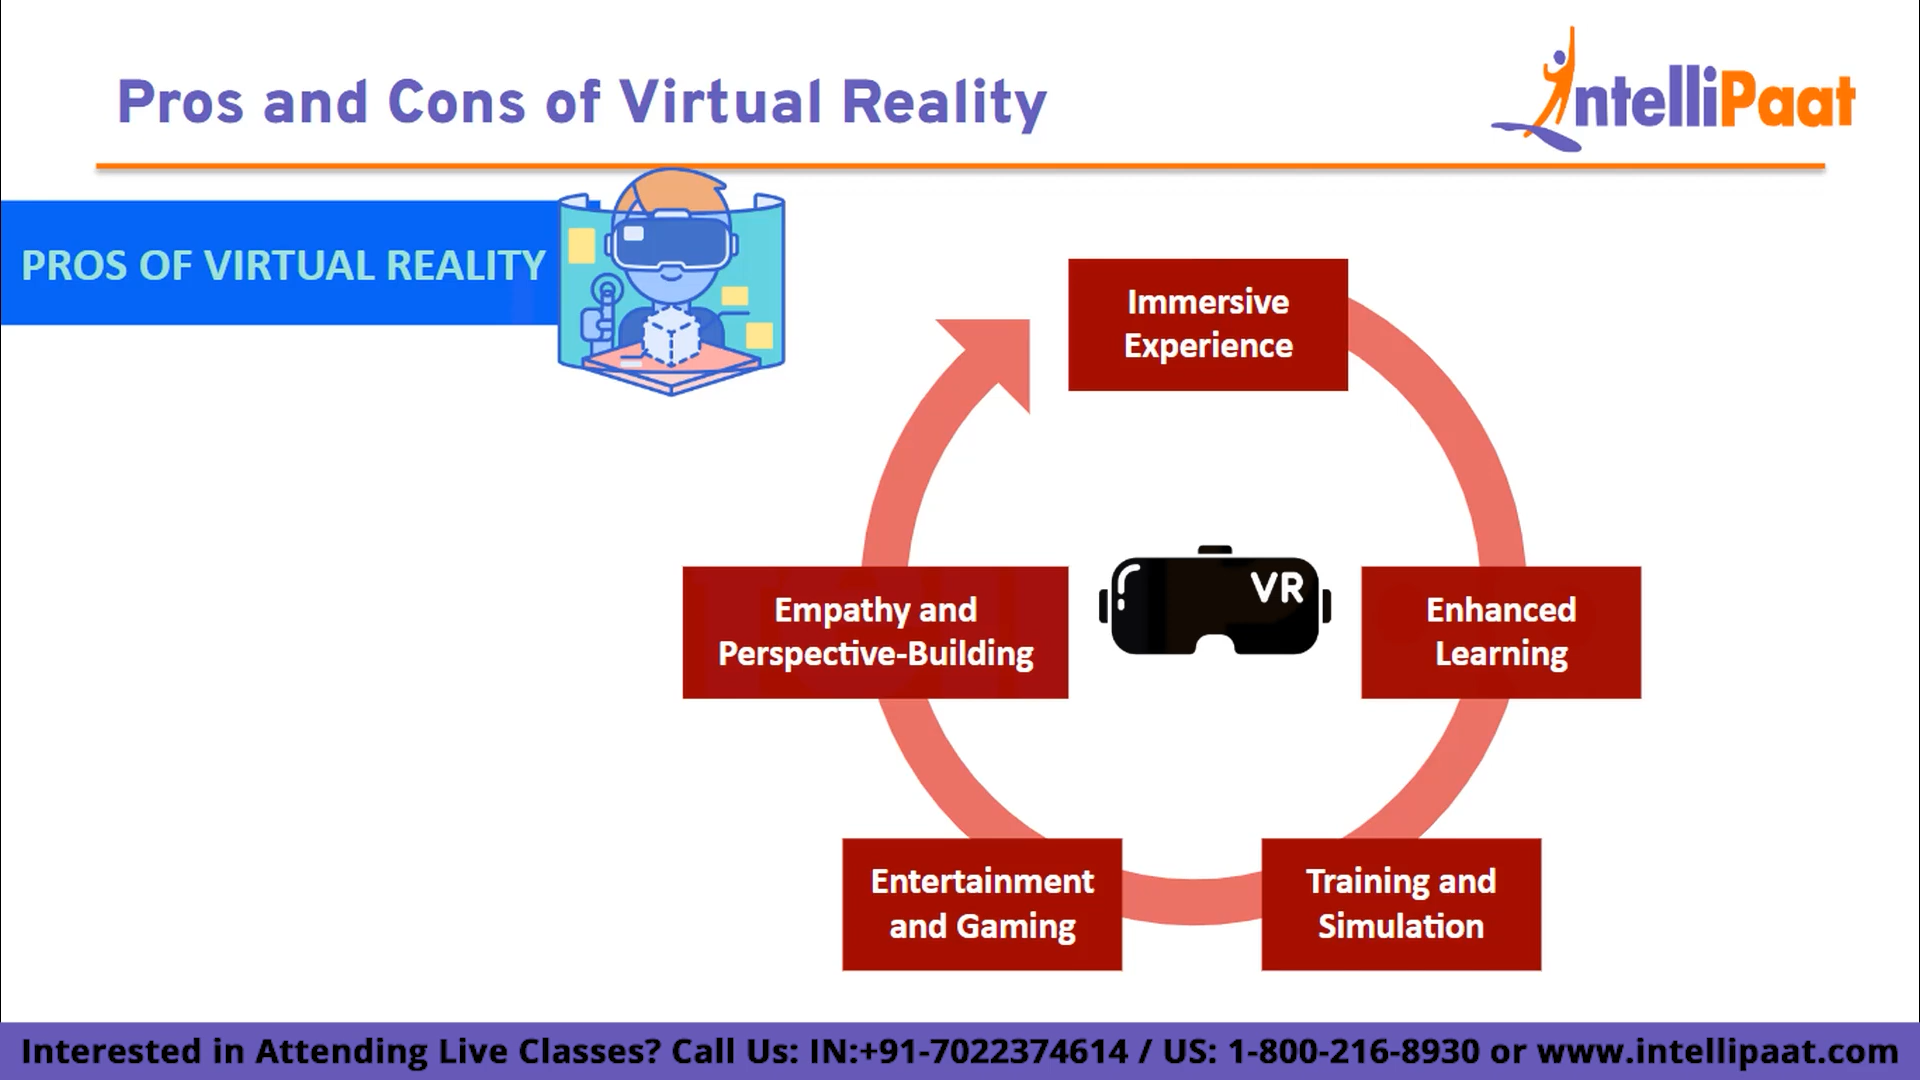 Pros and Cons of Virtual Reality
IntelliPaat
PROS OF VIRTUAL REALITY
Immersive
Experience
Enhanced
Learning
Training and
Simulation
Entertainment
and Gaming
Empathy and
Perspective-Building
VR
Interested in Attending Live Classes? Call Us: IN:+91-7022374614 / US: 1-800-216-8930 or www.intellipaat.com